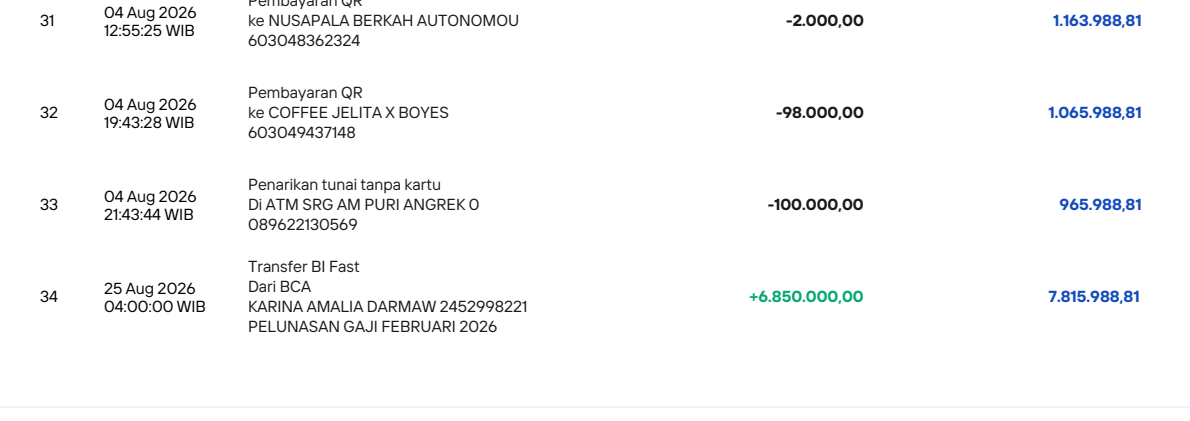 31
04 Aug 2026
12:55:25 WIB
Pembayaran QR
ke NUSAPALA BERKAH AUTONOMOU
603048362324
-2.000,00
1.163.988,81
32
04 Aug 2026
19:43:28 WIB
Pembayaran QR
ke COFFEE JELITA X BOYES
603049437148
-98.000,00
1.065.988,81
33
04 Aug 2026
21:43:44 WIB
Penarikan tunai tanpa kartu
Di ATM SRG AM PURI ANGREK 0
089622130569
-100.000,00
965.988,81
34
25 Aug 2026
04:00:00 WIB
Transfer BI Fast
Dari BCA
KARINA AMALIA DARMAW 2452998221
PELUNASAN GAJI FEBRUARI 2026
+6.850.000,00
7.815.988,81